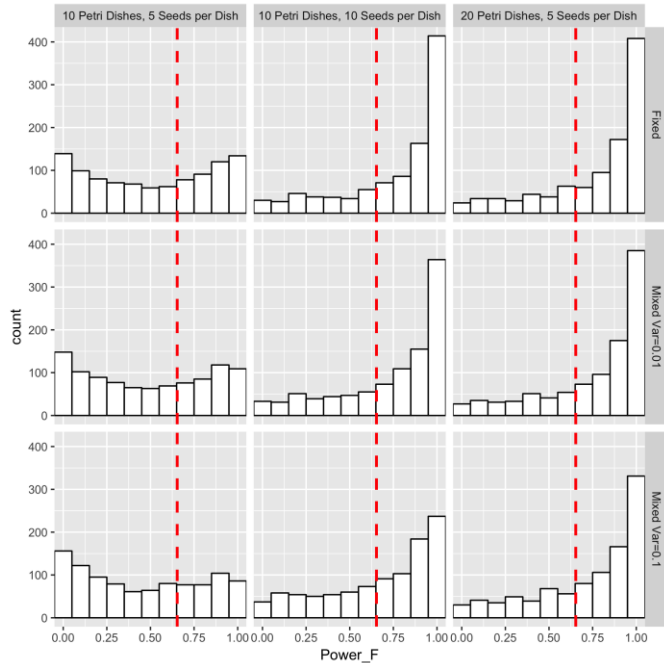 10 Petri Dishes, 5 Seeds per Dish
10 Petri Dishes, 10 Seeds per Dish
20 Petri Dishes, 5 Seeds per Dish
400
300
200
100
0
Fixed
400
300
200
100
0
Mixed Var=0.01
400
300
200
100
0
Mixed Var=0.1
count
0.00 0.25 0.50 0.75 1.00
0.00 0.25 0.50 0.75 1.00
0.00 0.25 0.50 0.75 1.00
Power_F